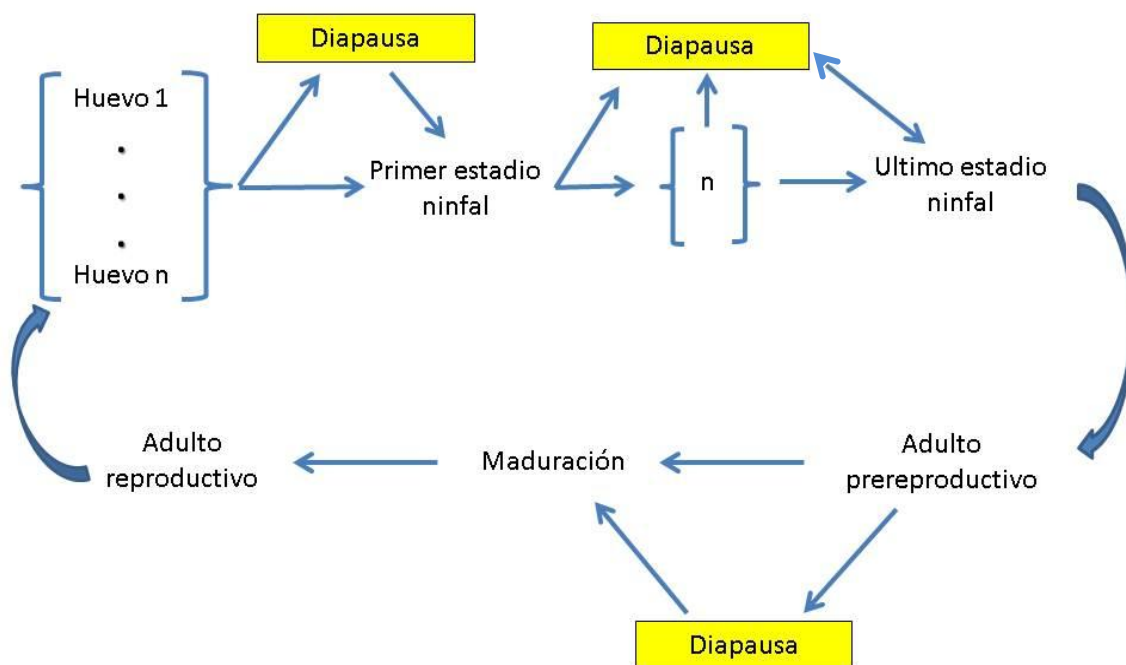 Diapausa
Diapausa
Huevo 1
.
.
.
Huevo n
Primer estadio
ninfal
n
Ultimo estadio
ninfal
Adulto
reproductivo
Maduración
Adulto
prereproductivo
Diapausa